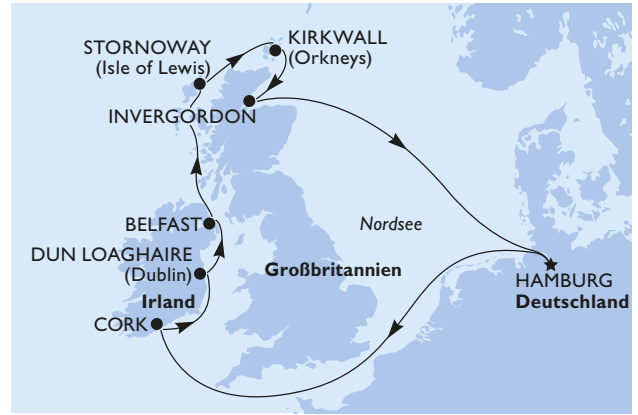 STORNOWAY
(Isle of Lewis)
KIRKWALL
(Orkneys)
INVERGORDON
BELFAST
Nordsee
DUN LOAGHAIRE
(Dublin)
Großbritannien
HAMBURG
Deutschland
Irland
CORK